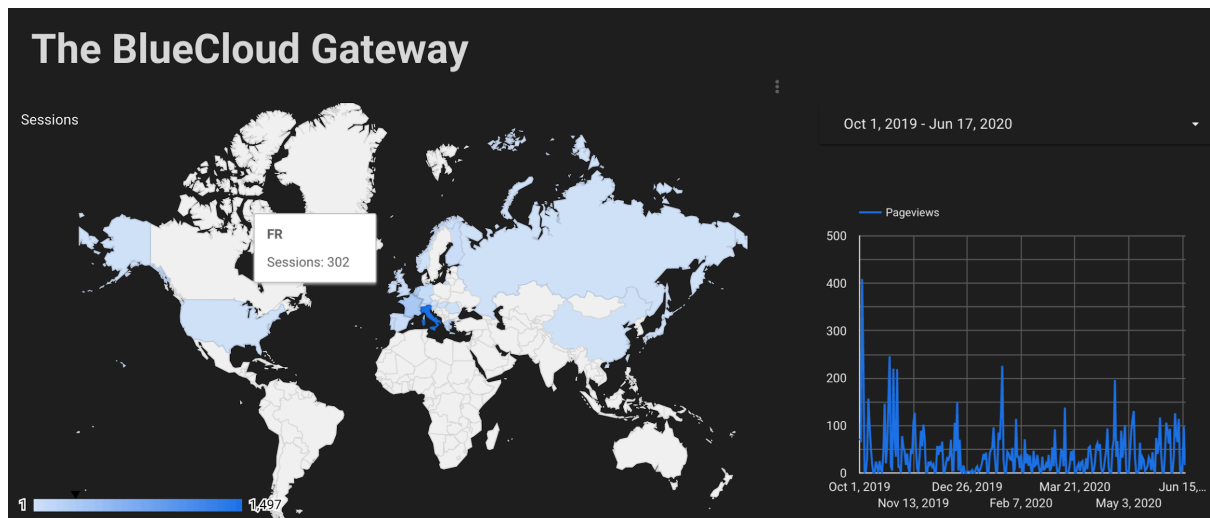 The BlueCloud Gateway
Sessions
Oct 1, 2019 - Jun 17, 2020
FR
Sessions: 302
Pageviews
500
400
300
200
100
0
Oct 1, 2019
Nov 13, 2019
Dec 26, 2019
Feb 7, 2020
Mar 21, 2020
May 3, 2020
Jun 15,...
1
1,497